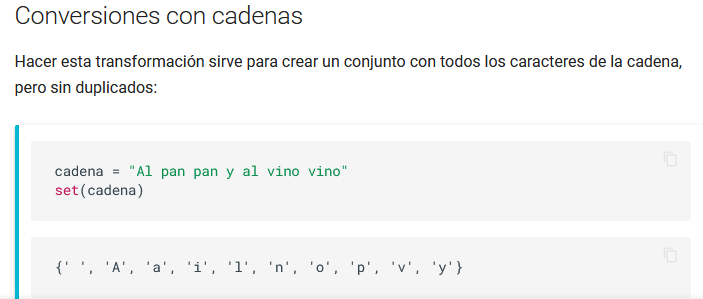 Conversiones con cadenas
Hacer esta transformación sirve para crear un conjunto con todos los caracteres de la cadena,
pero sin duplicados:
cadena = "Al pan pan y al vino vino"
set(cadena)
{' ', 'A', 'a', 'i', 'l', 'n', 'o', 'p', 'v', 'y'}